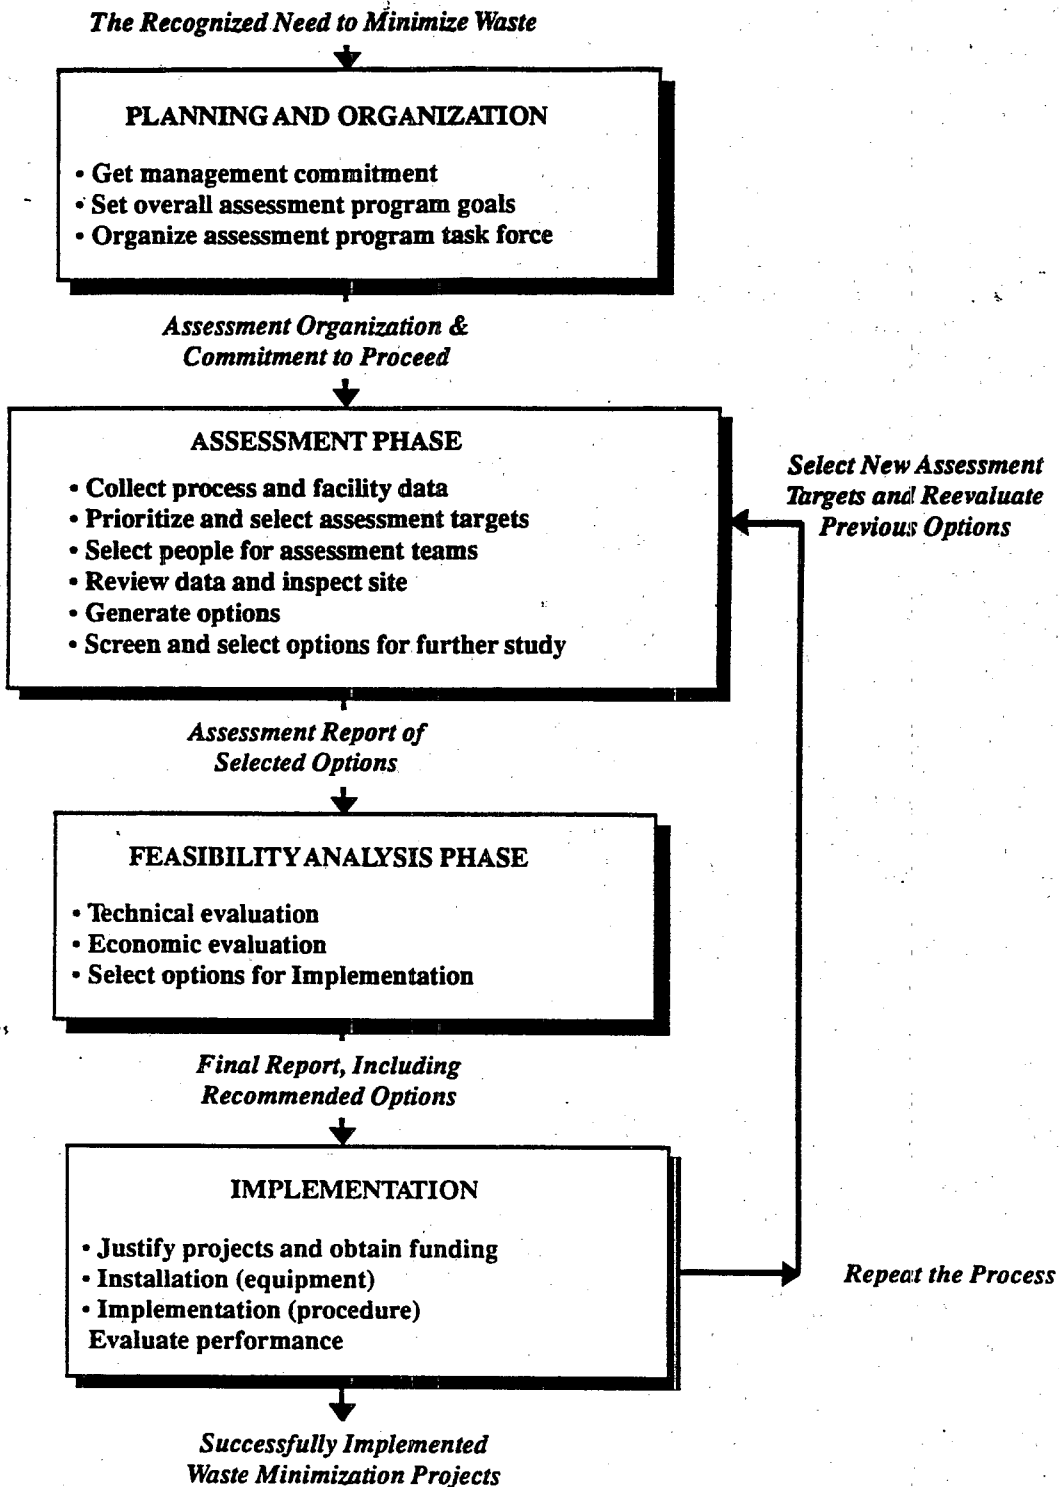 The Recognized Need to Minimize Waste
PLANNING AND ORGANIZATION
• Get management commitment
• Set overall assessment program goals
• Organize assessment program task force
Assessment Organization &
Commitment to Proceed
ASSESSMENT PHASE
• Collect process and facility data
• Prioritize and select assessment targets
• Select people for assessment teams
• Review data and inspect site
• Generate options
• Screen and select options for further study
Select New Assessment
Targets and Reevaluate
Previous Options
Assessment Report of
Selected Options
FEASIBILITY ANALYSIS PHASE
• Technical evaluation
• Economic evaluation
• Select options for Implementation
Final Report, Including
Recommended Options
IMPLEMENTATION
• Justify projects and obtain funding
• Installation (equipment)
• Implementation (procedure)
Evaluate performance
Repeat the Process
Successfully Implemented
Waste Minimization Projects